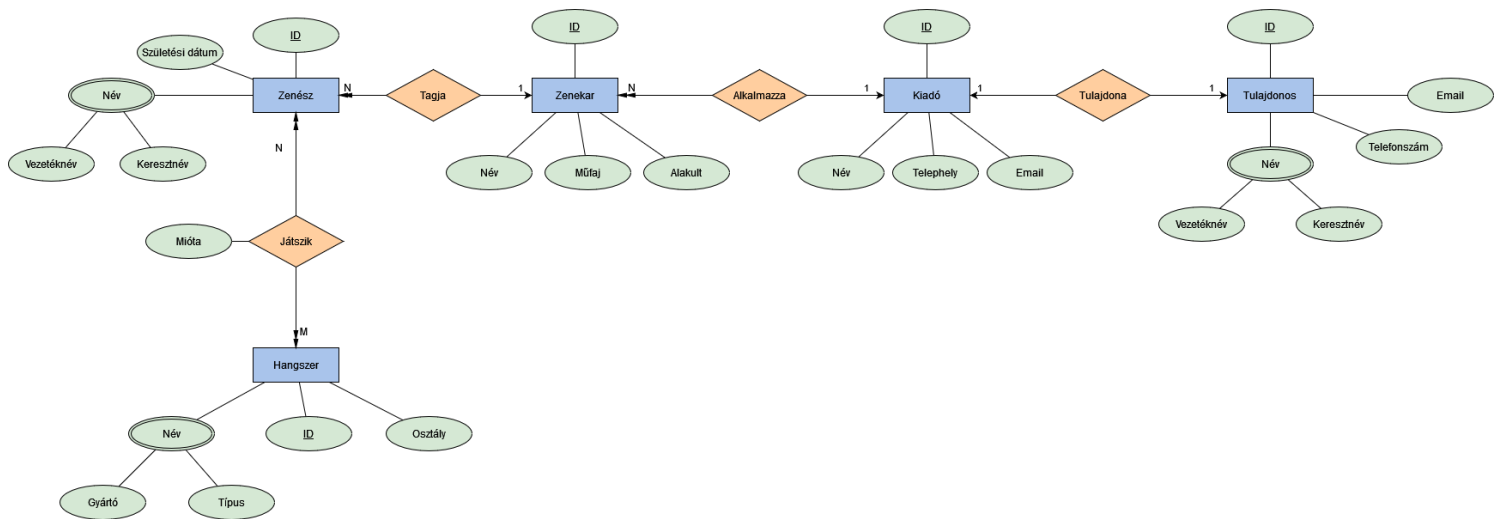 ID
ID
ID
ID
Születési dátum
Név
Zenész
N
Tagja
1
Zenekar
N
Alkalmazza
1
Kiadó
1
Tulajdona
1
Tulajdonos
Email
N
Telefonszám
Vezetéknév
Keresztnév
Név
Műfaj
Alakult
Név
Telephely
Email
Név
Vezetéknév
Keresztnév
Mióta
Játszik
M
Hangszer
Név
ID
Osztály
Gyártó
Típus